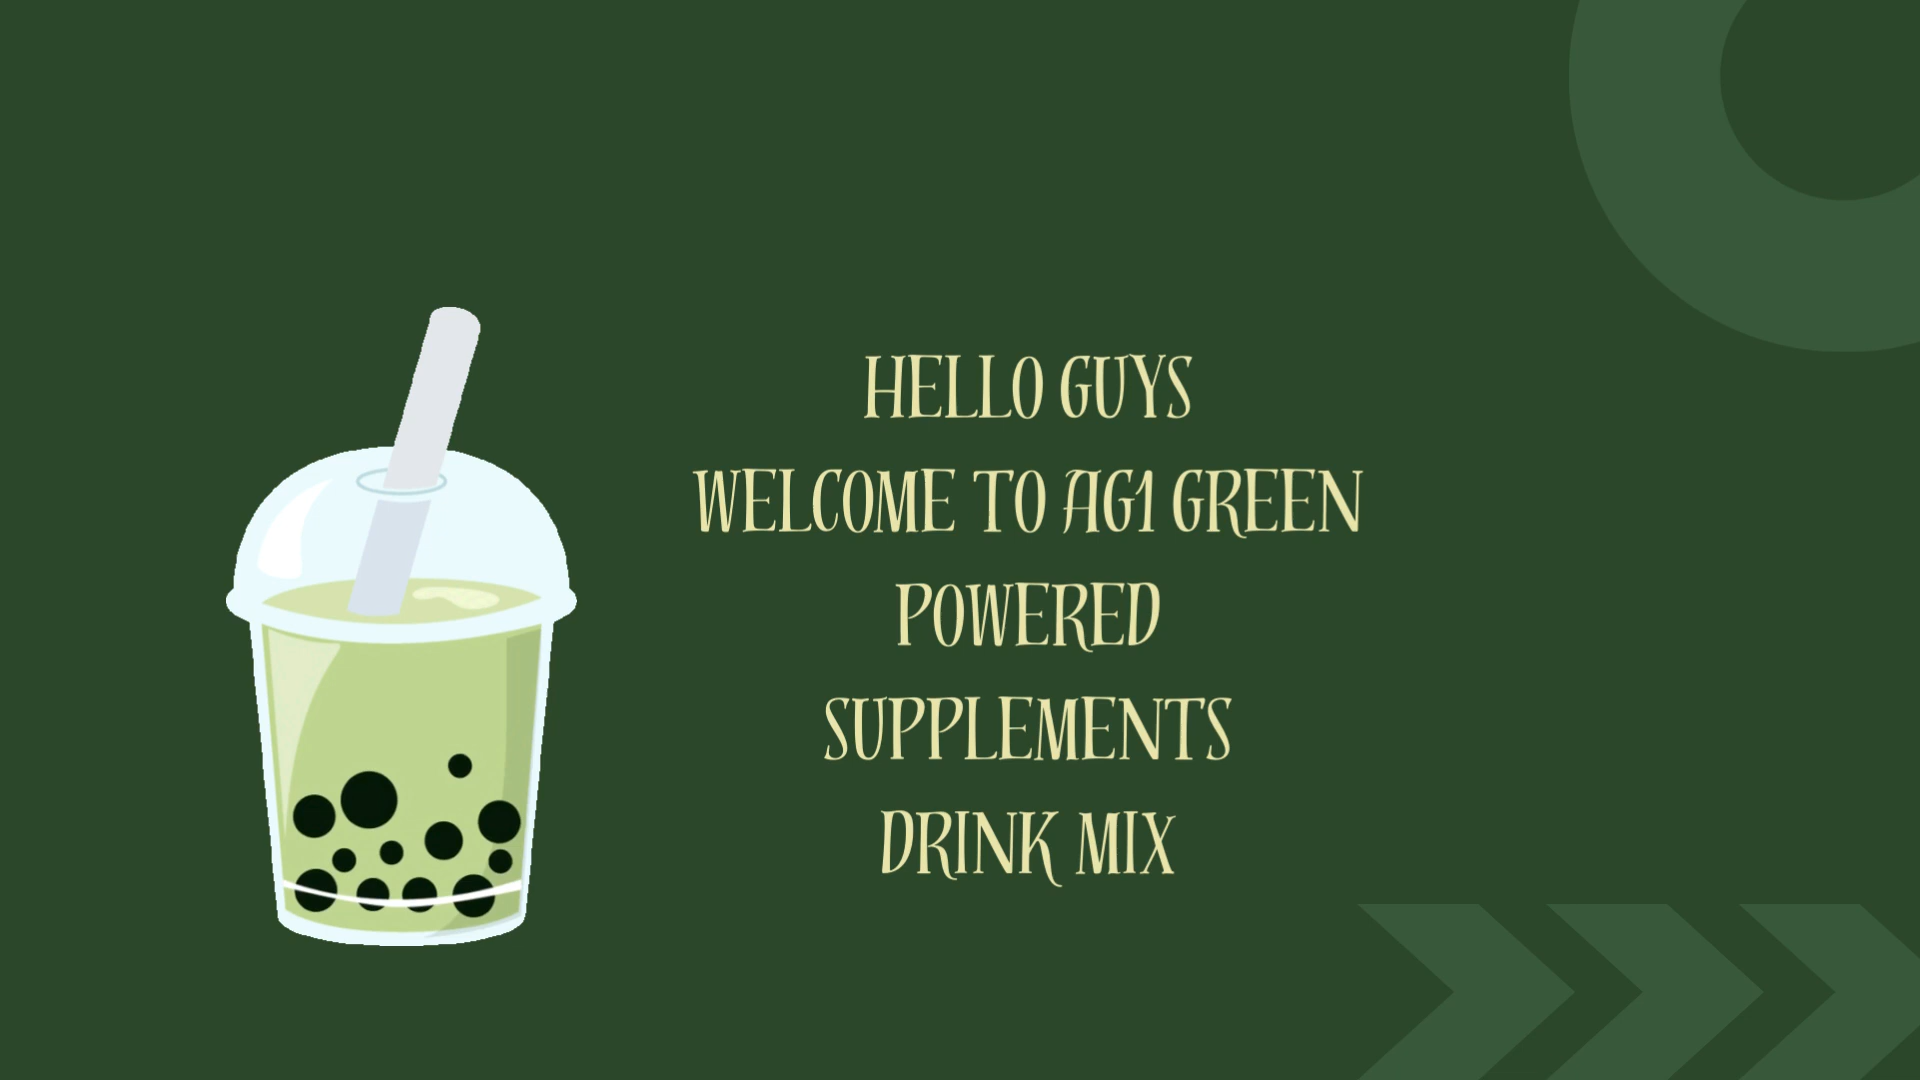 HELLO GUYS
WELCOME TO AG1 GREEN
POWERED
SUPPLEMENTS
DRINK MIX